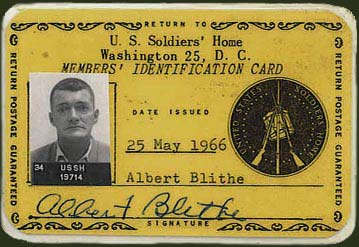 RETURN TO
U. S. Soldiers' Home
Washington 25, D. C.
MEMBERS' IDENTIFICATION CARD
RETURN POSTAGE GUARANTEED
DATE ISSUED
25 May 1966
Albert Blithe
34
USSH
19714
UNITED STATES SOLDIERS HOME
Albert Blithe
SIGNATURE
RETURN POSTAGE GUARANTEED